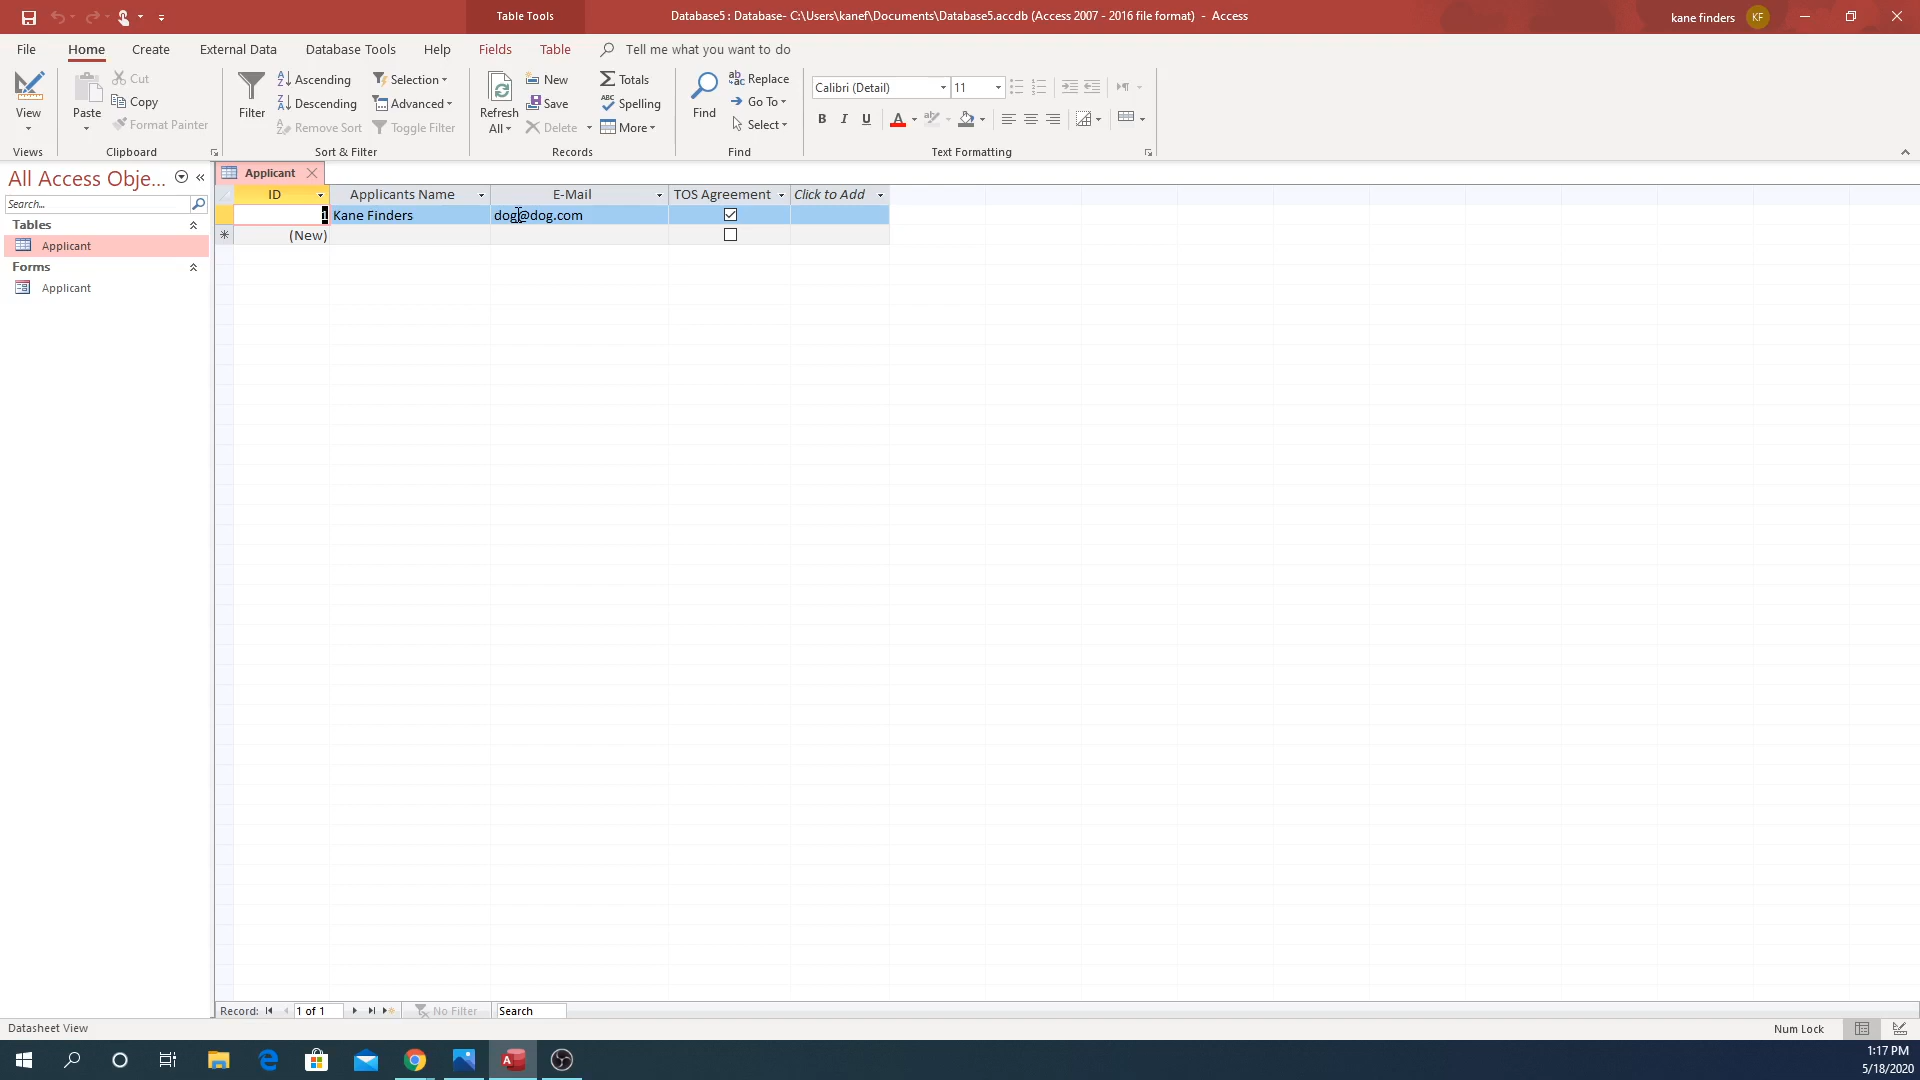 Table Tools
Database5 : Database- C:\Users\kanef\Documents\Database5.accdb (Access 2007 - 2016 file format) - Access
kane finders
KF
File Home Create External Data Database Tools Help Fields Table Tell me what you want to do
View
Views
Paste
Cut
Copy
Format Painter
Clipboard
Filter
Ascending
Descending
Remove Sort
Selection
Advanced
Toggle Filter
Sort & Filter
Refresh
All
New
Save
Delete
Totals
Spelling
More
Records
Find
Replace
Go To
Select
Find
Calibri (Detail)
11
B I U
Text Formatting
All Access Obje...
Search...
Tables
Applicant
Forms
Applicant
Applicant
ID Applicants Name E-Mail TOS Agreement Click to Add
1 Kane Finders dog@dog.com
(New)
Record: 1 of 1 No Filter Search
Datasheet View
Num Lock
1:17 PM
5/18/2020